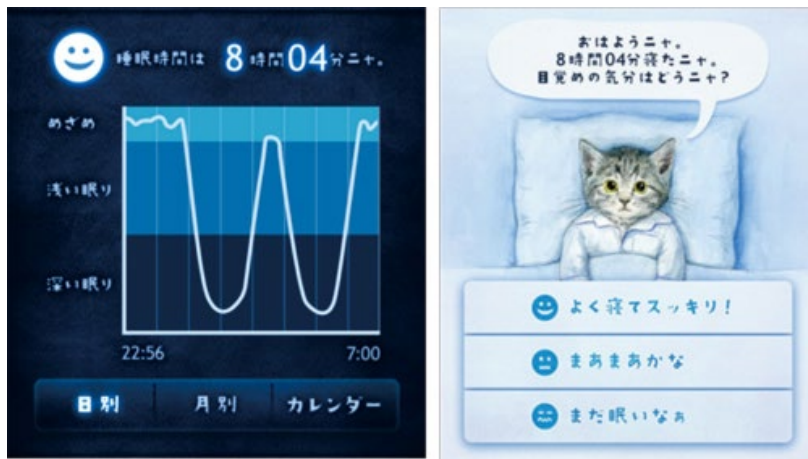 睡眠時間は 8時間04分ニャ。
めざめ
浅い眠り
深い眠り
22:56 7:00
日別 月別 カレンダー
おはようニャ。
8時間04分寝たニャ。
目覚めの気分はどうニャ?
よく寝てスッキリ!
まあまあかな
まだ眠いなぁ